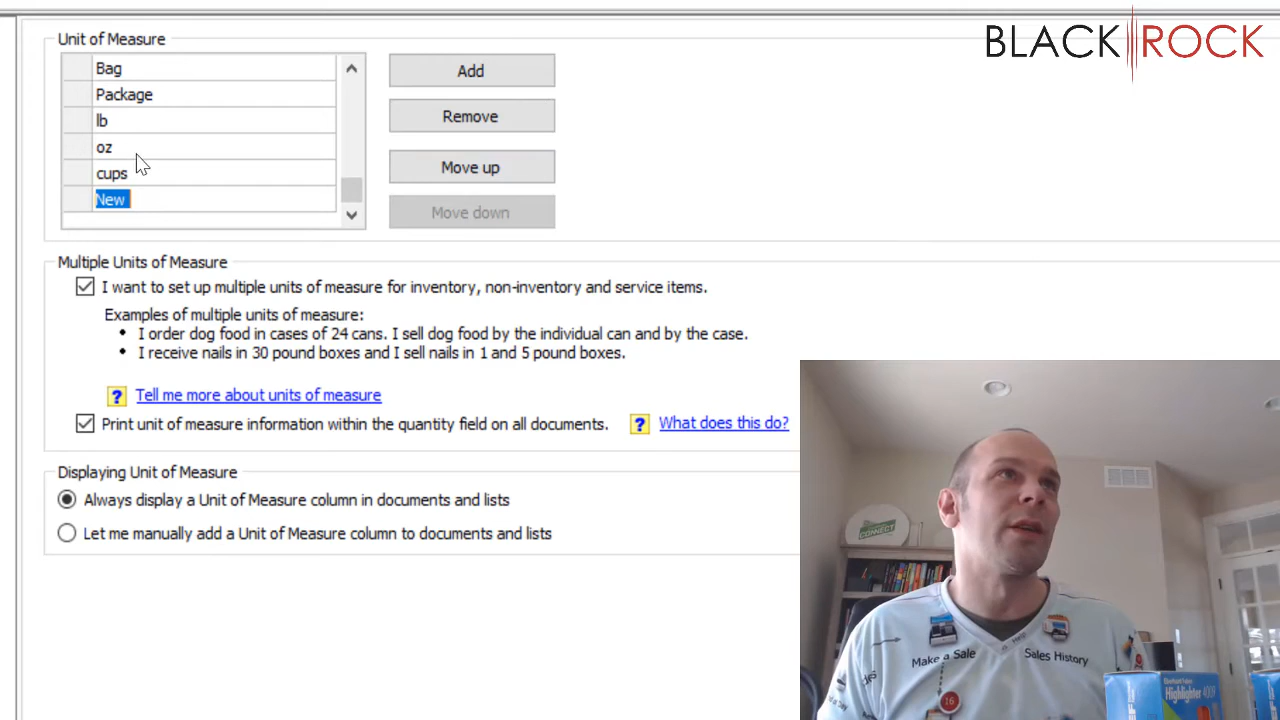 BLACK ROCK
Unit of Measure
Bag
Package
lb
oz
cups
New
Add
Remove
Move up
Move down
Multiple Units of Measure
I want to set up multiple units of measure for inventory, non-inventory and service items.
Examples of multiple units of measure:
• I order dog food in cases of 24 cans. I sell dog food by the individual can and by the case.
• I receive nails in 30 pound boxes and I sell nails in 1 and 5 pound boxes.
? Tell me more about units of measure
Print unit of measure information within the quantity field on all documents. ? What does this do?
Displaying Unit of Measure
Always display a Unit of Measure column in documents and lists
Let me manually add a Unit of Measure column to documents and lists
CONNECT
Make a Sale
Sales History
16
Highlighter